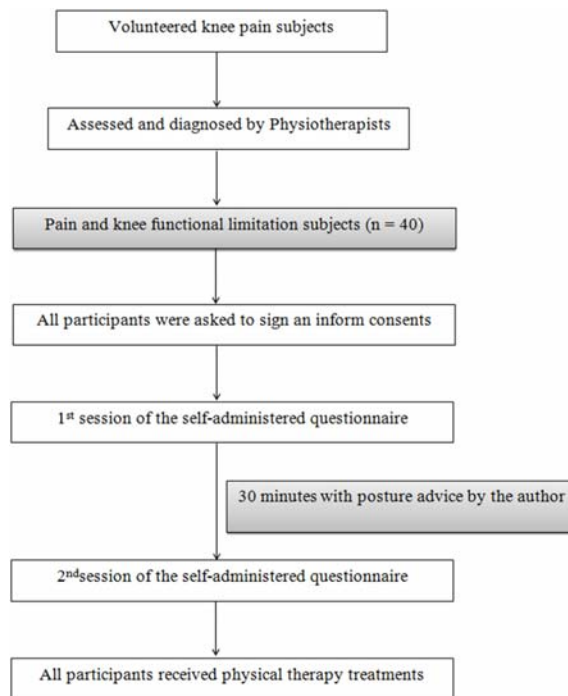 Volunteered knee pain subjects
Assessed and diagnosed by Physiotherapists
Pain and knee functional limitation subjects (n = 40)
All participants were asked to sign an inform consents
1st session of the self-administered questionnaire
30 minutes with posture advice by the author
2ndsession of the self-administered questionnaire
All participants received physical therapy treatments